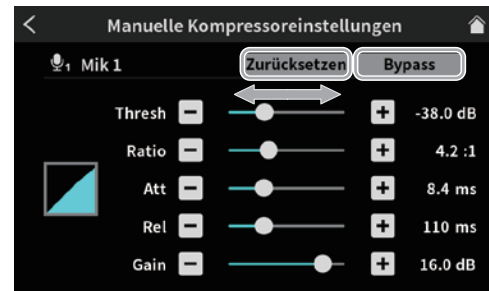 Manuelle Kompressoreinstellungen
1 Mik 1 Zurücksetzen Bypass
Thresh -38.0 dB
Ratio 4.2 :1
Att 8.4 ms
Rel 110 ms
Gain 16.0 dB